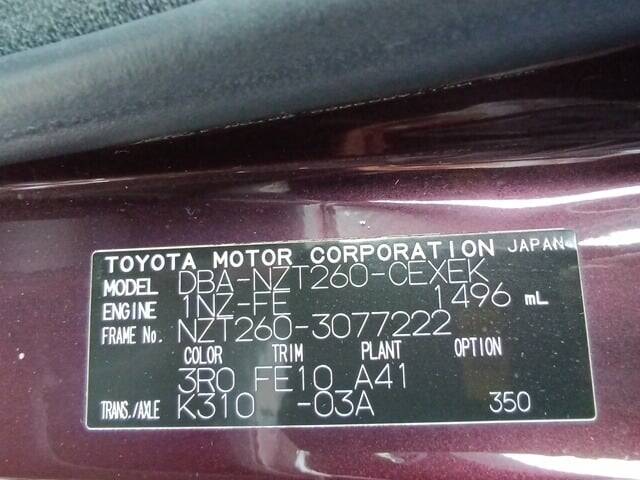 TOYOTA MOTOR CORPORATION JAPAN
MODEL DBA-NZT260-CEXEK
ENGINE 1NZ-FE 1496 mL
FRAME No. NZT260-3077222
COLOR TRIM PLANT OPTION
3R0 FE10 A41
TRANS./AXLE K310 -03A 350